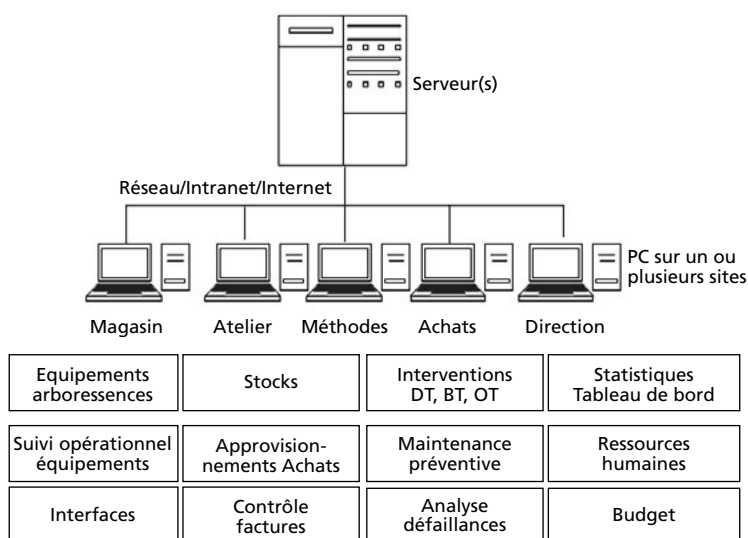 Serveur(s)
Réseau/Intranet/Internet
PC sur un ou
plusieurs sites
Magasin
Atelier
Méthodes
Achats
Direction
Equipements
arboressences
Stocks
Interventions
DT, BT, OT
Statistiques
Tableau de bord
Suivi opérationnel
équipements
Approvision-
nements Achats
Maintenance
préventive
Ressources
humaines
Interfaces
Contrôle
factures
Analyse
défaillances
Budget